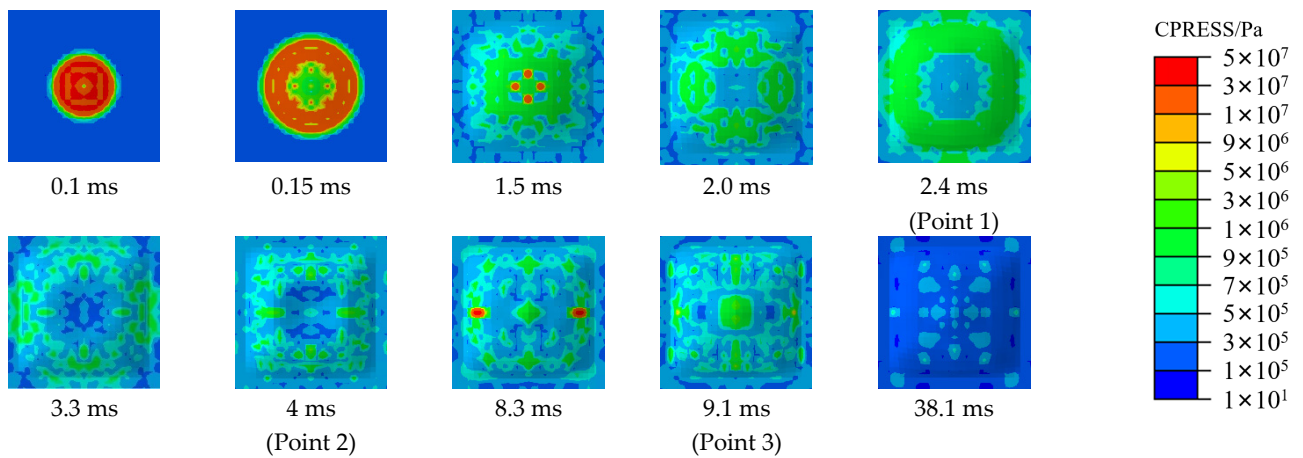 CPRESS/Pa
5×10⁷
3×10⁷
1×10⁷
9×10⁶
5×10⁶
3×10⁶
1×10⁶
9×10⁵
7×10⁵
5×10⁵
3×10⁵
1×10⁵
1×10¹
0.1 ms
0.15 ms
1.5 ms
2.0 ms
2.4 ms
(Point 1)
3.3 ms
4 ms
(Point 2)
8.3 ms
9.1 ms
(Point 3)
38.1 ms